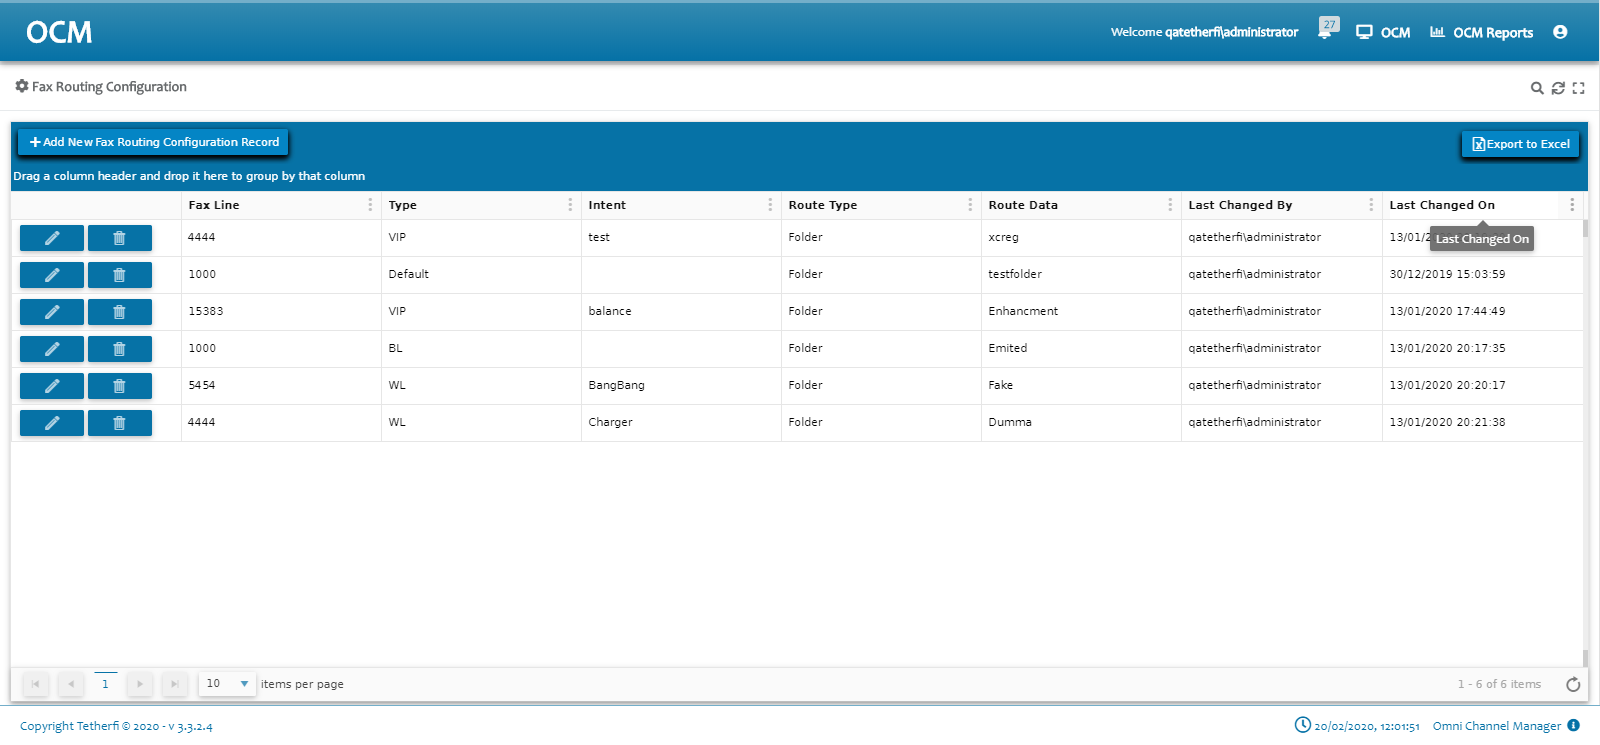 OCM
Welcome qatetherfi\administrator 27 OCM OCM Reports
Fax Routing Configuration
Add New Fax Routing Configuration Record
Export to Excel
Drag a column header and drop it here to group by that column
Fax Line Type Intent Route Type Route Data Last Changed By Last Changed On
4444 VIP test Folder xcreg qatetherfi\administrator 13/01/2
Last Changed On
1000 Default Folder testfolder qatetherfi\administrator 30/12/2019 15:03:59
15383 VIP balance Folder Enhancment qatetherfi\administrator 13/01/2020 17:44:49
1000 BL Folder Emited qatetherfi\administrator 13/01/2020 20:17:35
5454 WL BangBang Folder Fake qatetherfi\administrator 13/01/2020 20:20:17
4444 WL Charger Folder Dumma qatetherfi\administrator 13/01/2020 20:21:38
1 10 items per page 1 - 6 of 6 items
Copyright Tetherfi © 2020 - v 3.3.2.4 20/02/2020, 12:01:51 Omni Channel Manager